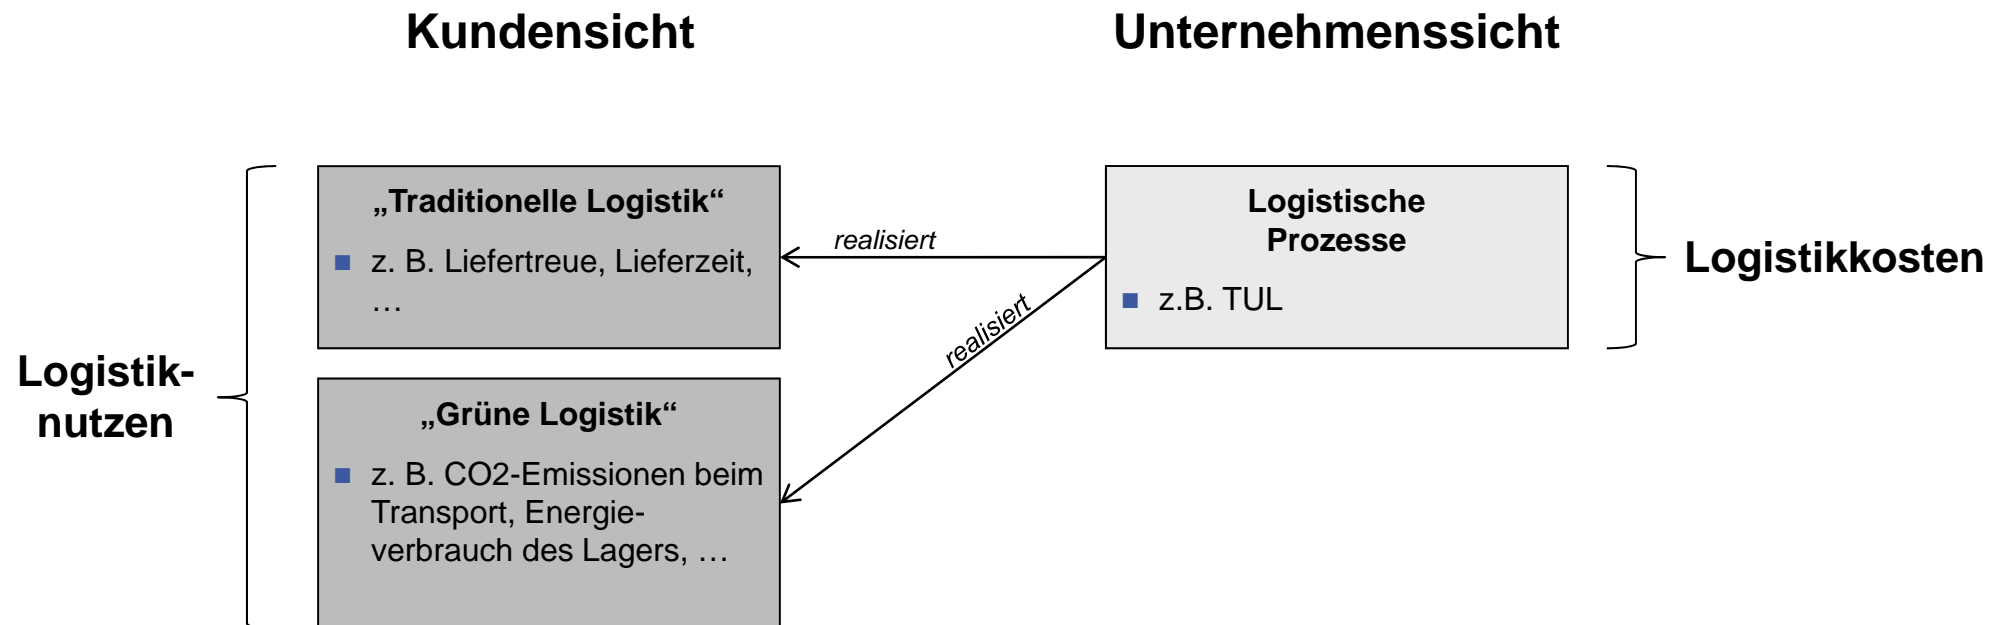 Kundensicht
Unternehmenssicht
„Traditionelle Logistik“
z. B. Liefertreue, Lieferzeit,
…
realisiert
Logistische
Prozesse
z.B. TUL
Logistikkosten
realisiert
Logistik-
nutzen
„Grüne Logistik“
z. B. CO2-Emissionen beim
Transport, Energie-
verbrauch des Lagers, …